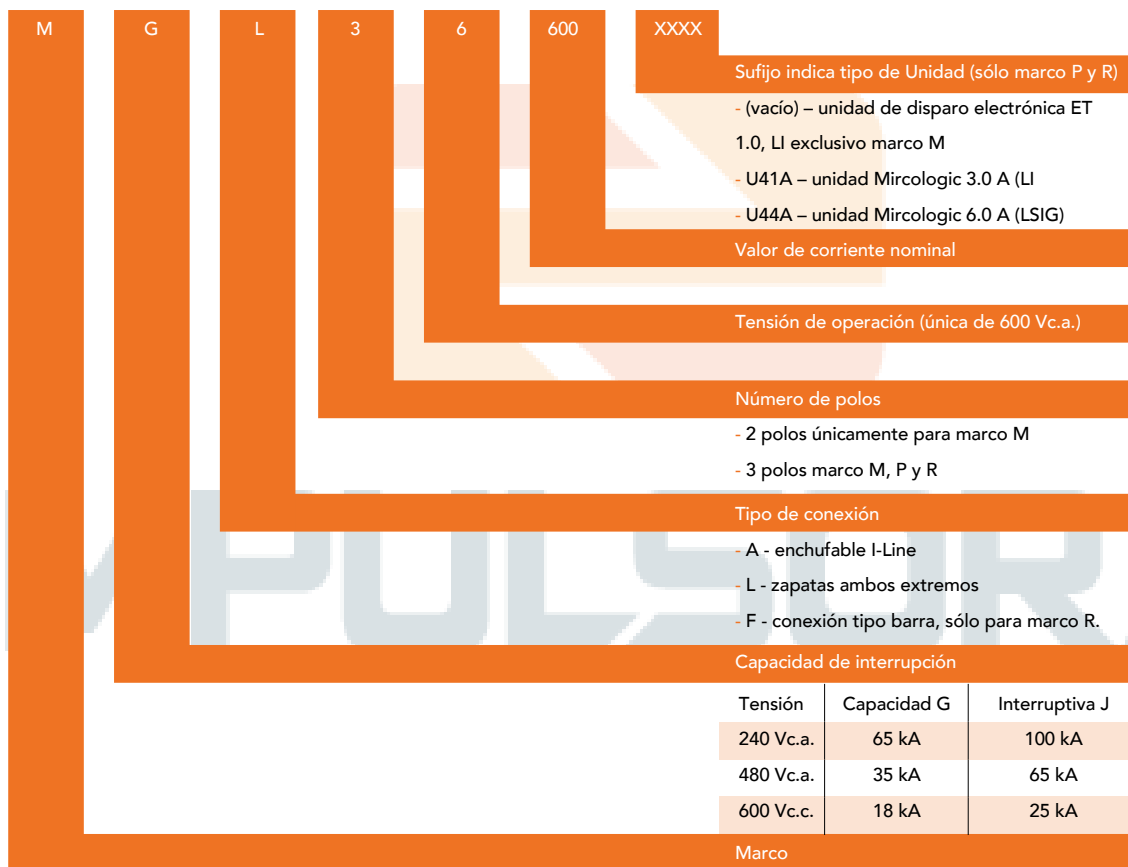 M G L 3 6 600 XXXX
Sufijo indica tipo de Unidad (sólo marco P y R)
- (vacío) – unidad de disparo electrónica ET
1.0, LI exclusivo marco M
- U41A – unidad Mircologic 3.0 A (LI
- U44A – unidad Mircologic 6.0 A (LSIG)
Valor de corriente nominal
Tensión de operación (única de 600 Vc.a.)
Número de polos
- 2 polos únicamente para marco M
- 3 polos marco M, P y R
Tipo de conexión
- A - enchufable I-Line
- L - zapatas ambos extremos
- F - conexión tipo barra, sólo para marco R.
Capacidad de interrupción
Tensión Capacidad G Interruptiva J
240 Vc.a. 65 kA 100 kA
480 Vc.a. 35 kA 65 kA
600 Vc.c. 18 kA 25 kA
Marco